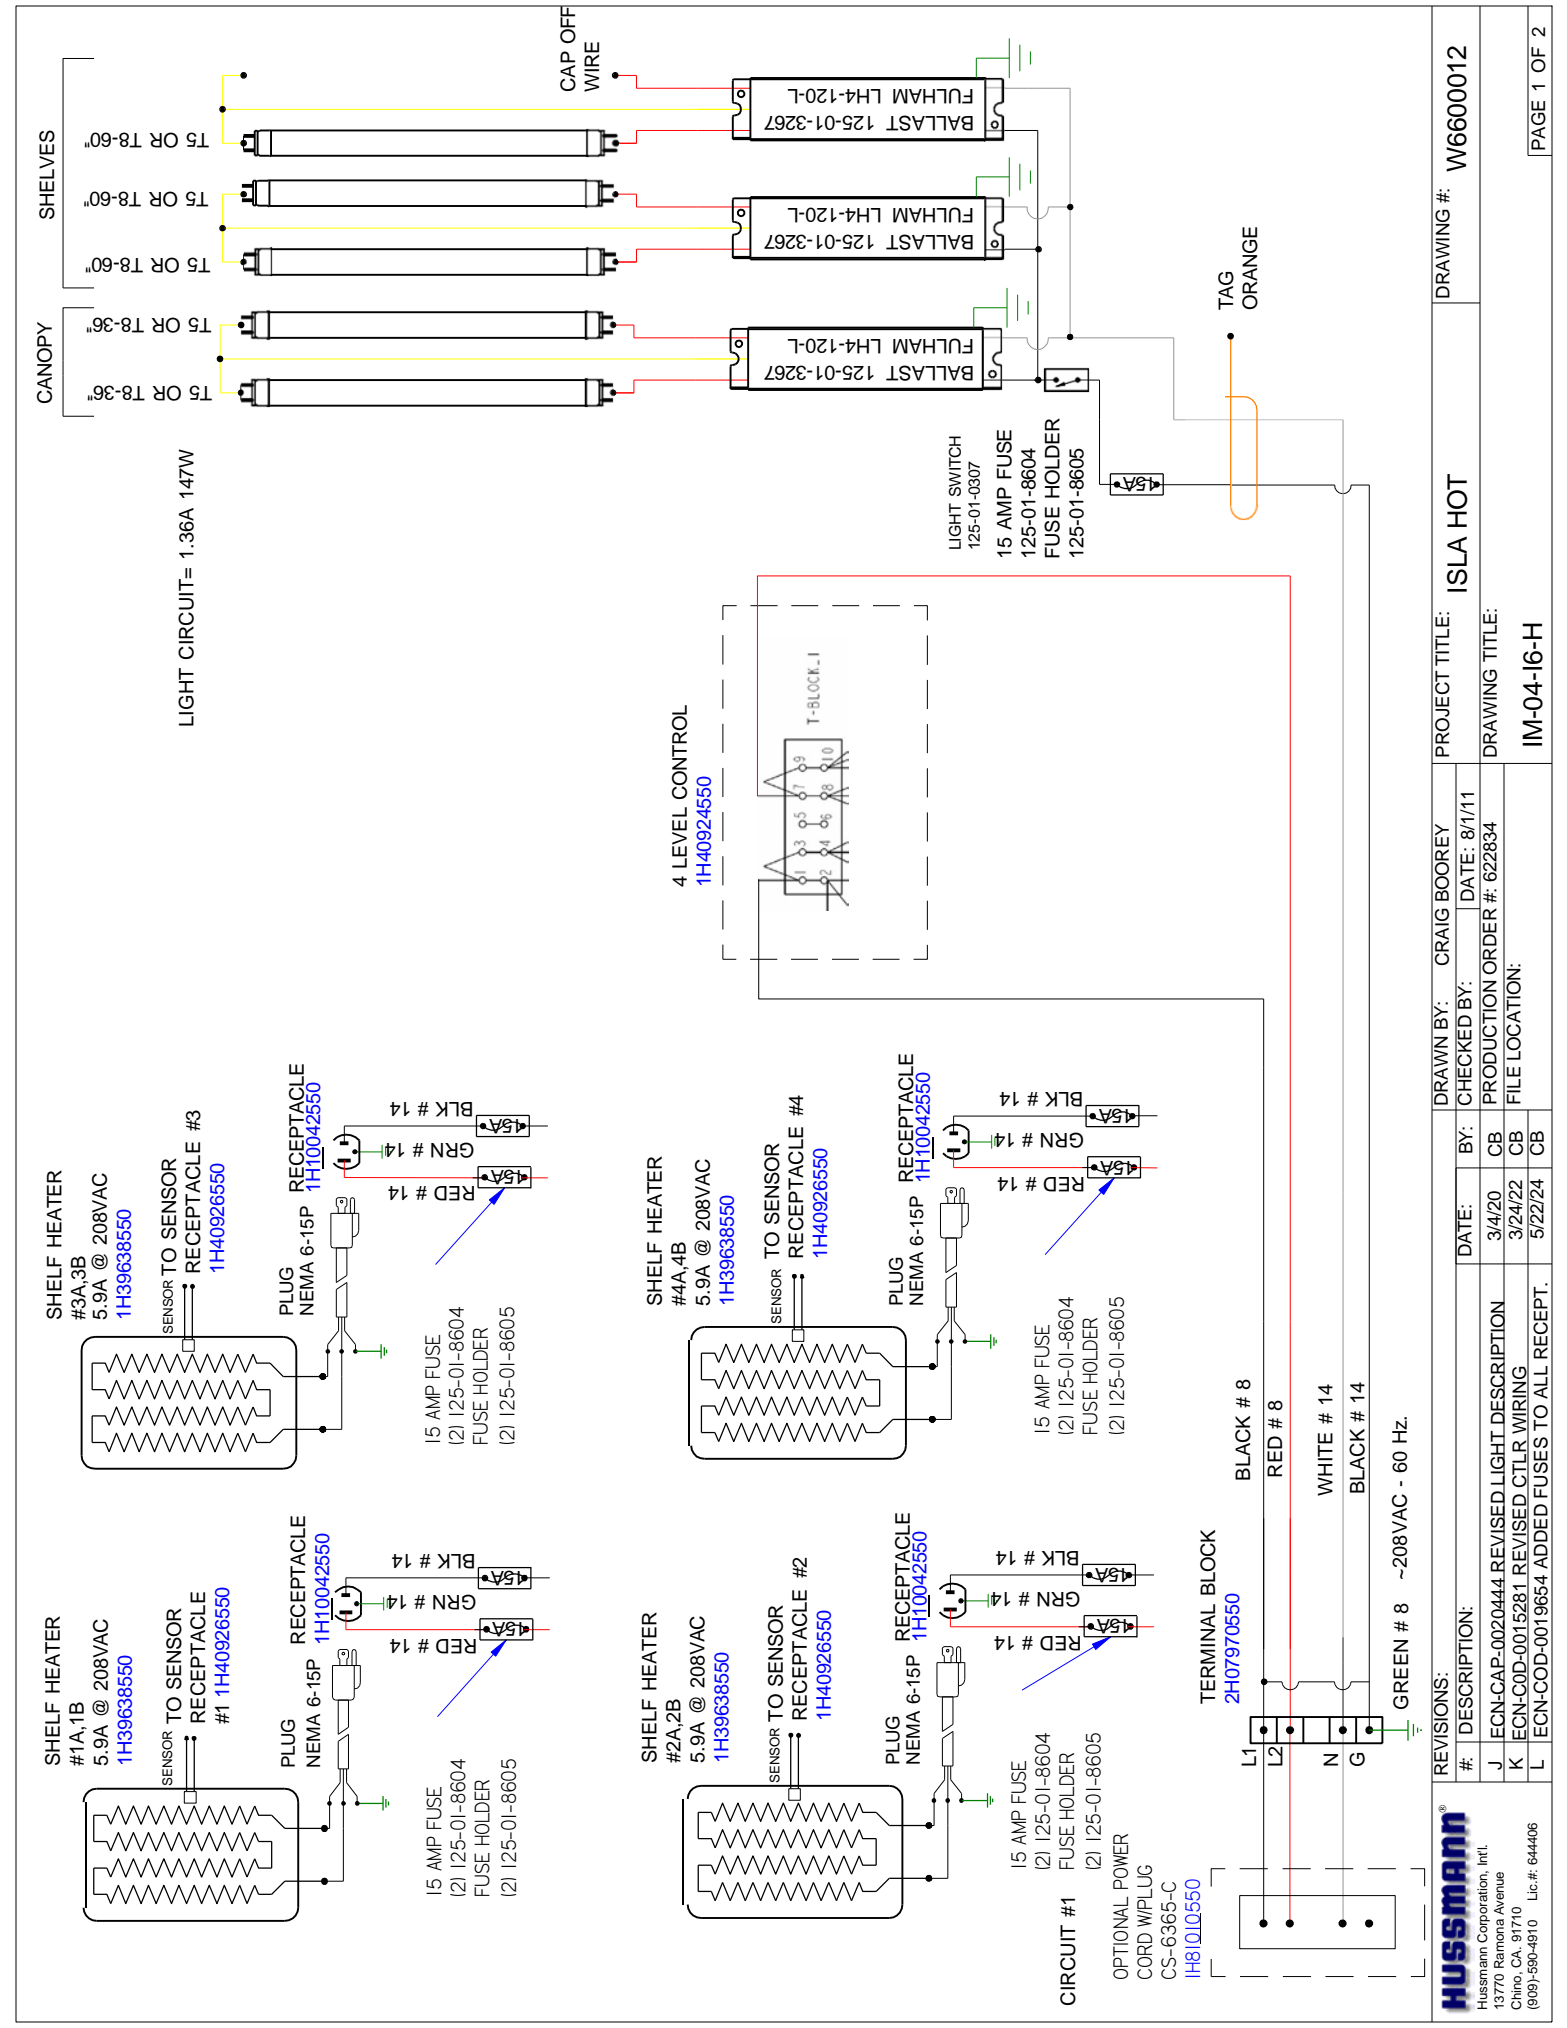 SHELF HEATER
#1A,1B
5.9A @ 208VAC
1H39638550
SENSOR
TO SENSOR
RECEPTACLE
#1 1H40926550
PLUG
NEMA 6-15P
RECEPTACLE
1H10042550
BLK # 14
GRN # 14
RED # 14
15A
15A
15 AMP FUSE
(2) 125-01-8604
FUSE HOLDER
(2) 125-01-8605
SHELF HEATER
#3A,3B
5.9A @ 208VAC
1H39638550
SENSOR
TO SENSOR
RECEPTACLE #3
1H40926550
PLUG
NEMA 6-15P
RECEPTACLE
1H10042550
BLK # 14
GRN # 14
RED # 14
15A
15A
15 AMP FUSE
(2) 125-01-8604
FUSE HOLDER
(2) 125-01-8605
SHELF HEATER
#2A,2B
5.9A @ 208VAC
1H39638550
SENSOR
TO SENSOR
RECEPTACLE #2
1H40926550
PLUG
NEMA 6-15P
RECEPTACLE
1H10042550
BLK # 14
GRN # 14
RED # 14
15A
15A
15 AMP FUSE
(2) 125-01-8604
FUSE HOLDER
(2) 125-01-8605
SHELF HEATER
#4A,4B
5.9A @ 208VAC
1H39638550
SENSOR
TO SENSOR
RECEPTACLE #4
1H40926550
PLUG
NEMA 6-15P
RECEPTACLE
1H10042550
BLK # 14
GRN # 14
RED # 14
15A
15A
15 AMP FUSE
(2) 125-01-8604
FUSE HOLDER
(2) 125-01-8605
CANOPY
T5 OR T8-36"
T5 OR T8-36"
SHELVES
T5 OR T8-60"
T5 OR T8-60"
T5 OR T8-60"
LIGHT CIRCUIT= 1.36A 147W
CAP OFF
WIRE
BALLAST 125-01-3267
FULHAM LH4-120-L
BALLAST 125-01-3267
FULHAM LH4-120-L
BALLAST 125-01-3267
FULHAM LH4-120-L
4 LEVEL CONTROL
1H40924550
1 3 5 7 9
2 4 6 8 10
T-BLOCK_1
LIGHT SWITCH
125-01-0307
15 AMP FUSE
125-01-8604
FUSE HOLDER
125-01-8605
15A
TAG
ORANGE
CIRCUIT #1
OPTIONAL POWER
CORD W/PLUG
CS-6365-C
1H81010550
TERMINAL BLOCK
2H07970550
L1
L2
N
G
BLACK # 8
RED # 8
WHITE # 14
BLACK # 14
GREEN # 8 ~208VAC - 60 Hz.
HUSSMANN®
Hussmann Corporation, Int'l.
13770 Ramona Avenue
Chino, CA. 91710
(909)-590-4910 Lic.#: 644406
REVISIONS:
#: DESCRIPTION: DATE: BY:
J ECN-CAP-0020444 REVISED LIGHT DESCRIPTION 3/4/20 CB
K ECN-COD-0015281 REVISED CTLR WIRING 3/24/22 CB
L ECN-COD-0019654 ADDED FUSES TO ALL RECEPT. 5/22/24 CB
DRAWN BY: CRAIG BOOREY
CHECKED BY: DATE: 8/1/11
PRODUCTION ORDER #: 622834
FILE LOCATION:
PROJECT TITLE:
ISLA HOT
DRAWING TITLE:
IM-04-I6-H
DRAWING #:
W6600012
PAGE 1 OF 2